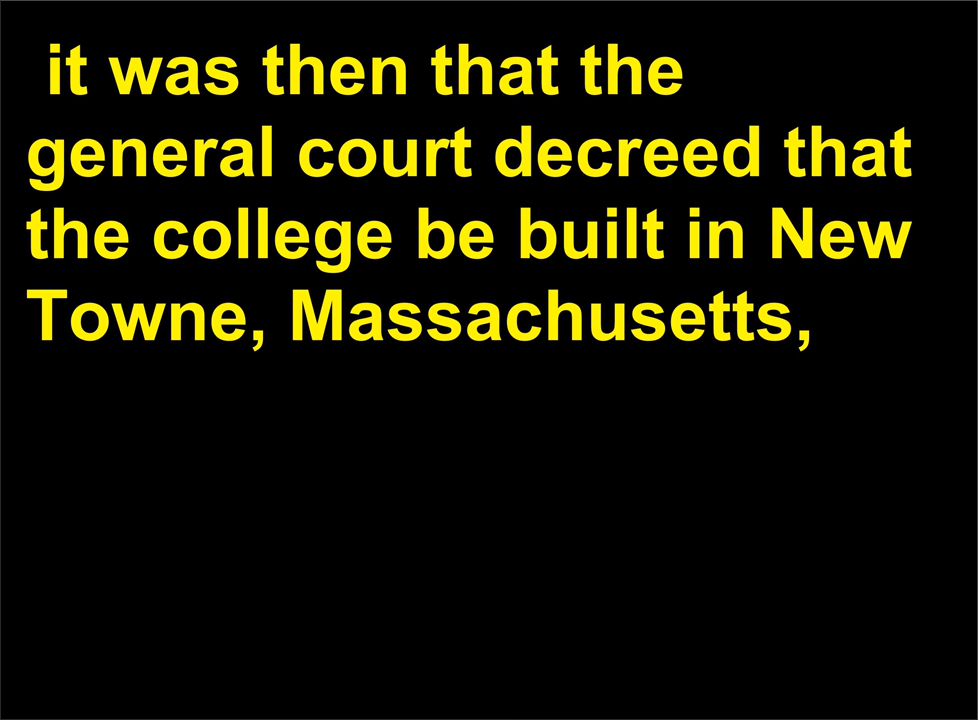 it was then that the
general court decreed that
the college be built in New
Towne, Massachusetts,